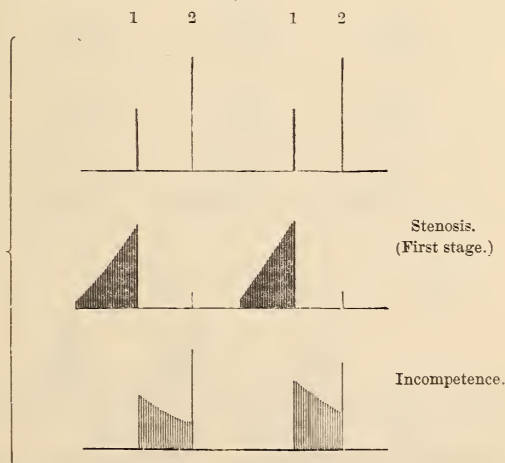 1 2 1 2
Stenosis.
(First stage.)
Incompetence.